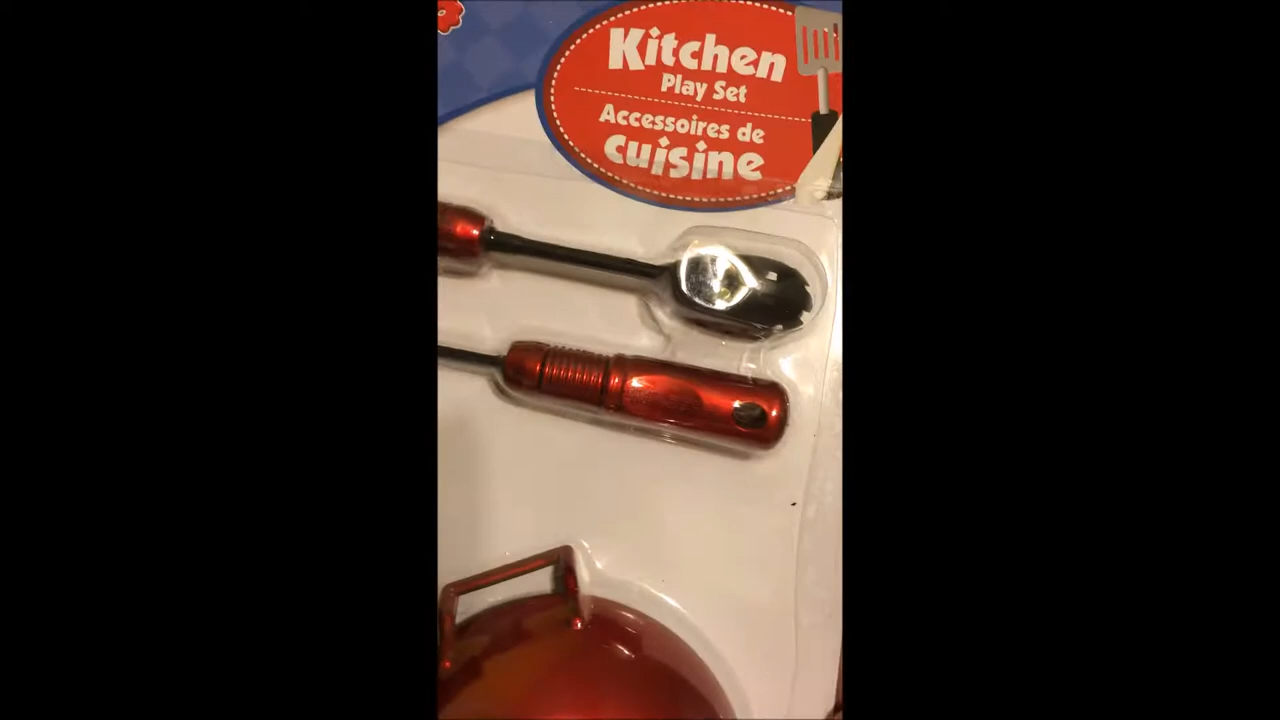 Kitchen
Play Set
Accessoires de
cuisine